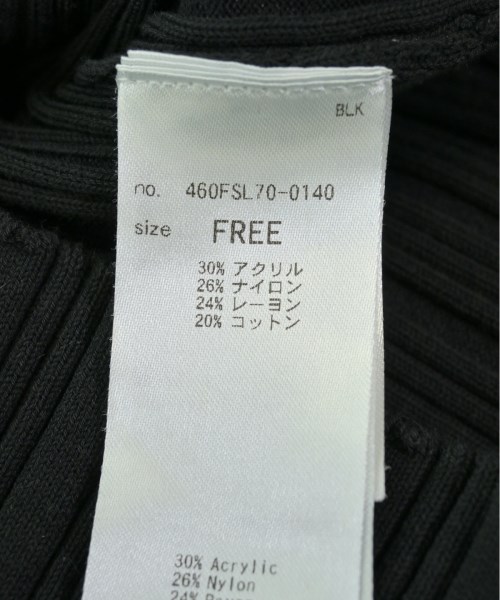 BLK
no. 460FSL70-0140
size FREE
30% アクリル
26% ナイロン
24% レーヨン
20% コットン
30% Acrylic
26% Nylon
24%